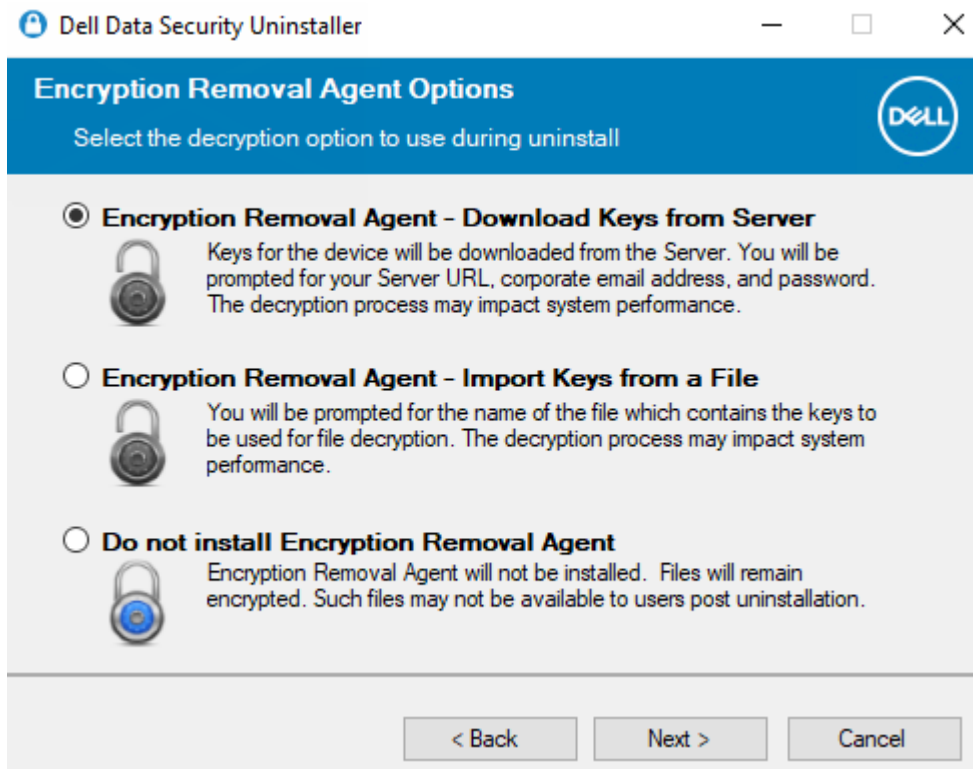 Dell Data Security Uninstaller
Encryption Removal Agent Options
Select the decryption option to use during uninstall
DELL
Encryption Removal Agent - Download Keys from Server
Keys for the device will be downloaded from the Server. You will be
prompted for your Server URL, corporate email address, and password.
The decryption process may impact system performance.
Encryption Removal Agent - Import Keys from a File
You will be prompted for the name of the file which contains the keys to
be used for file decryption. The decryption process may impact system
performance.
Do not install Encryption Removal Agent
Encryption Removal Agent will not be installed.  Files will remain
encrypted. Such files may not be available to users post uninstallation.
< Back Next > Cancel